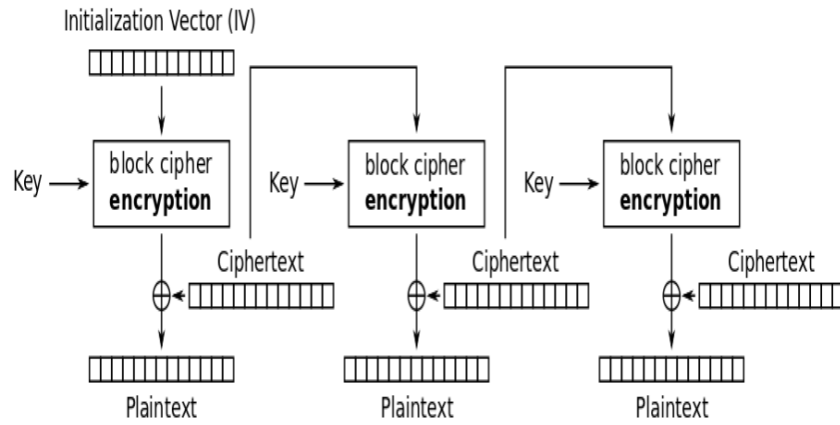 Initialization Vector (IV)
Key
block cipher
encryption
Ciphertext
Plaintext
Key
block cipher
encryption
Ciphertext
Plaintext
Key
block cipher
encryption
Ciphertext
Plaintext